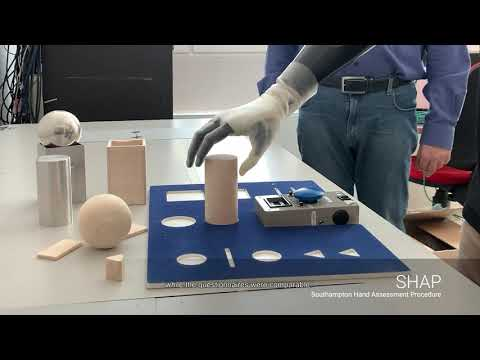 while the questionnaires were comparable
SHAP
Southampton Hand Assessment Procedure